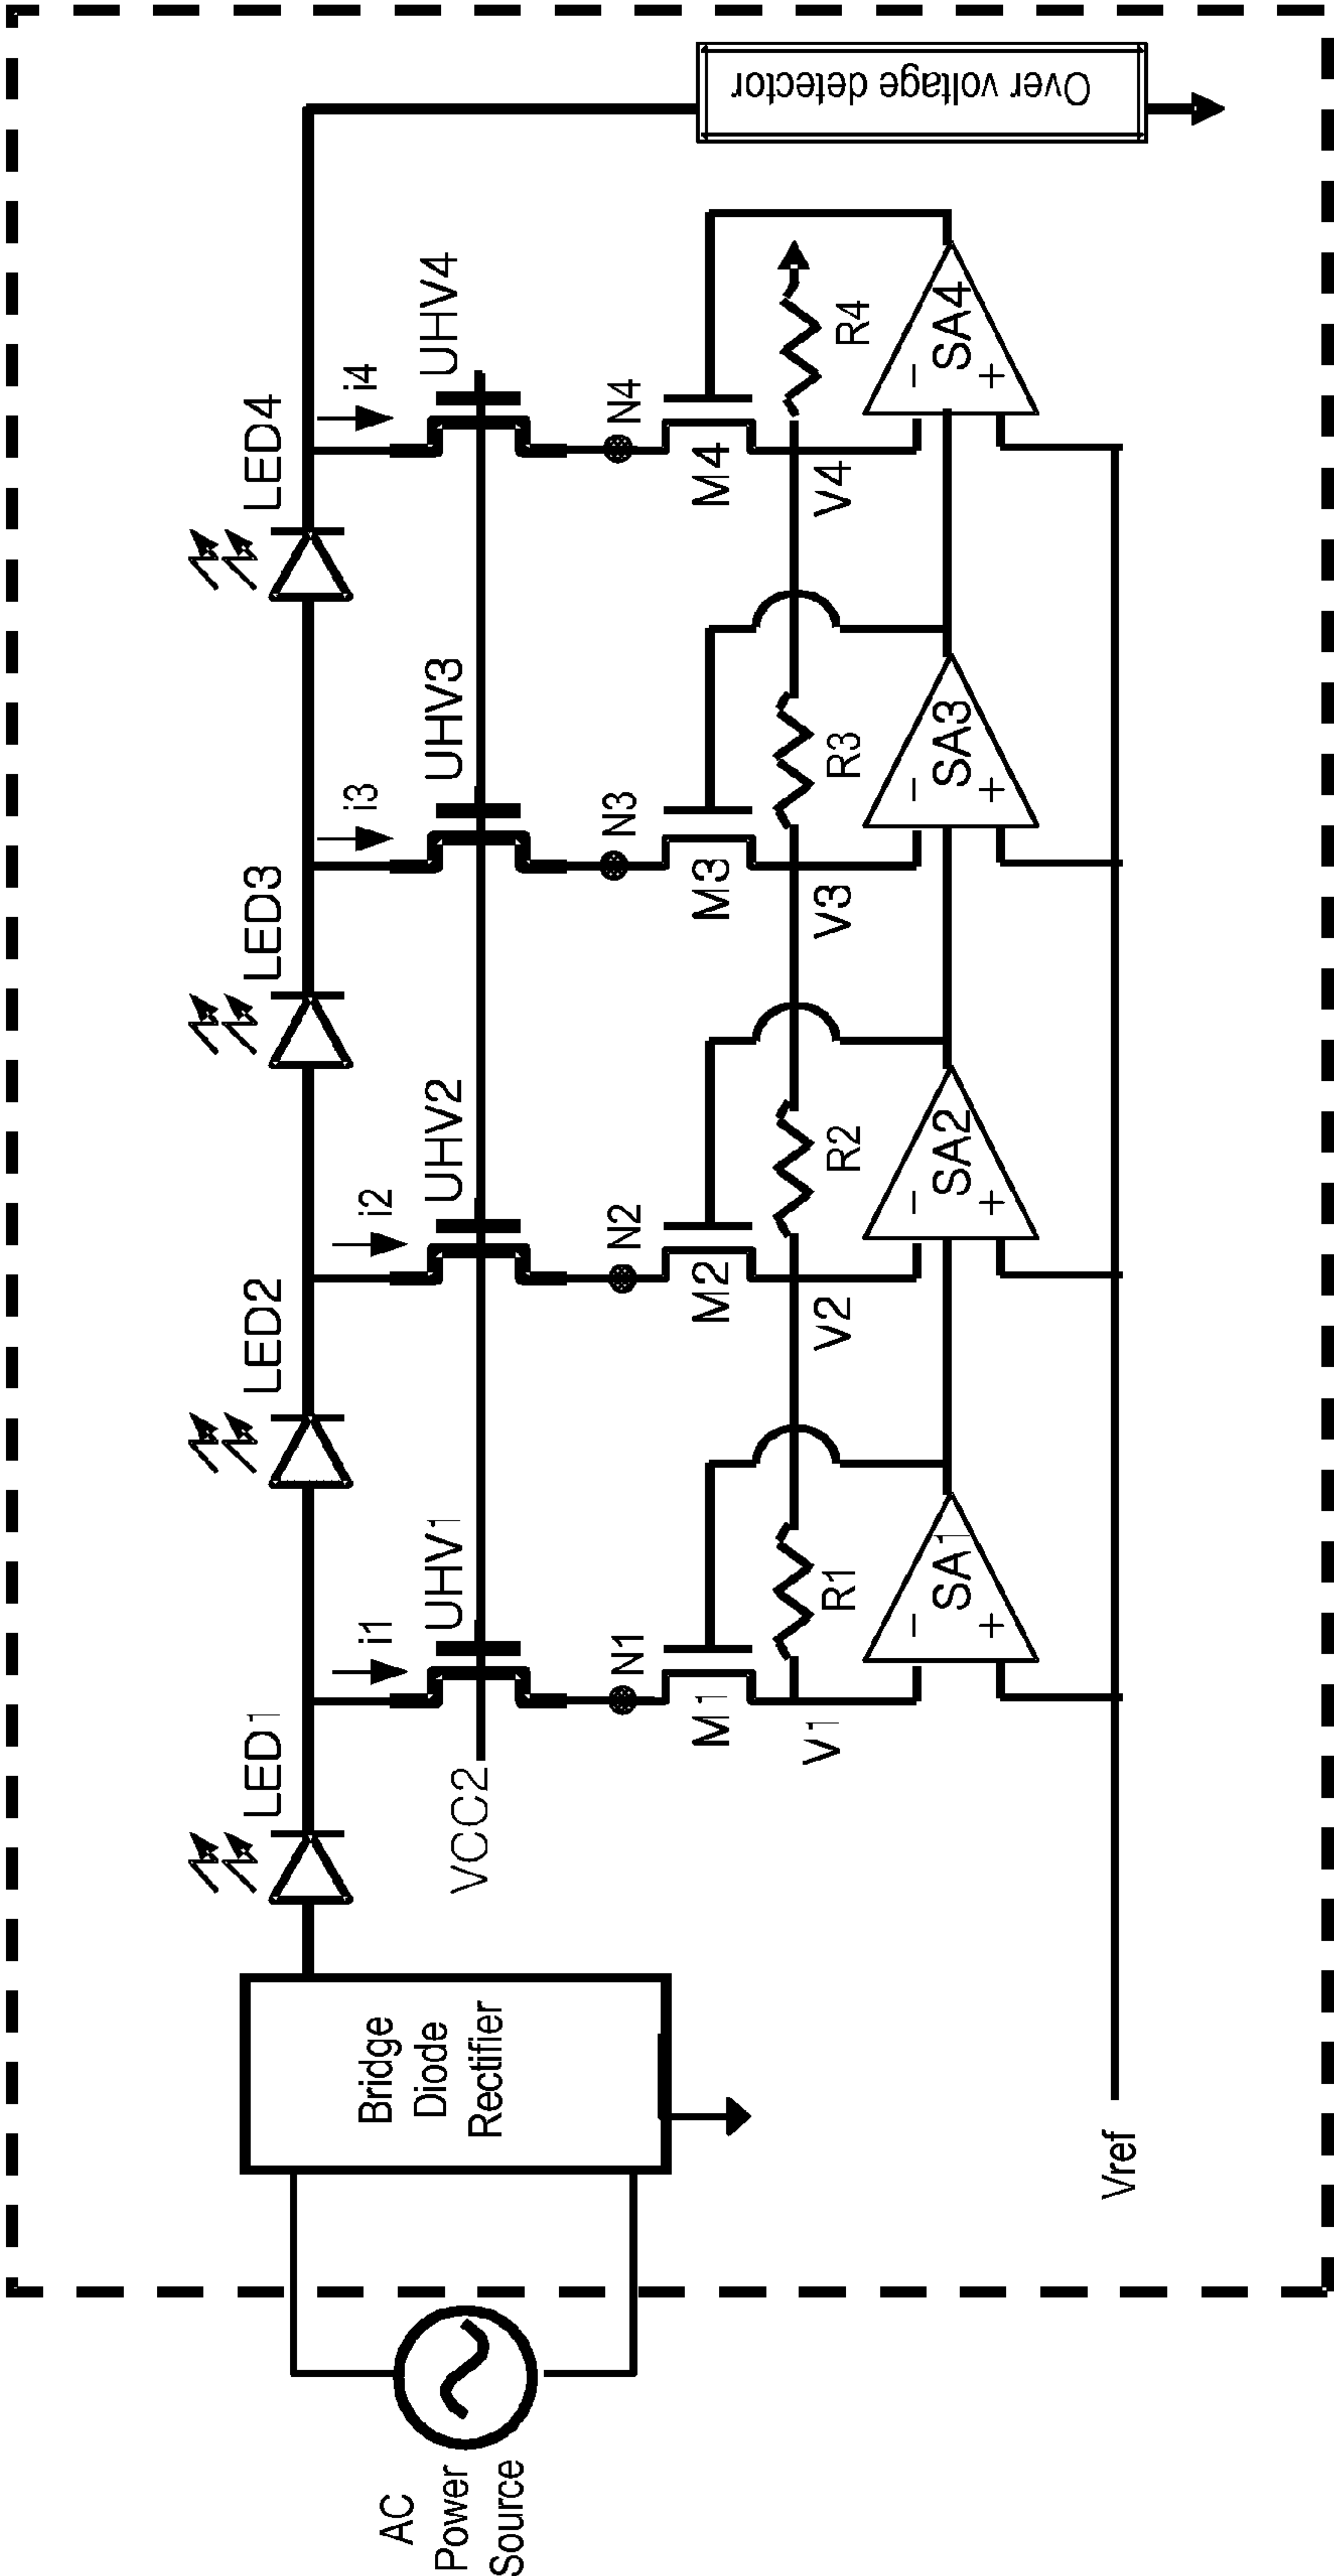 AC
Power
Source
Bridge
Diode
Rectifier
LED1
LED2
LED3
LED4
i1
i2
i3
i4
VCC2
UHV1
UHV2
UHV3
UHV4
N1
N2
N3
N4
M1
M2
M3
M4
V1
V2
V3
V4
R1
R2
R3
R4
SA1
SA2
SA3
SA4
-
+
-
+
-
+
-
+
Vref
Over voltage detector